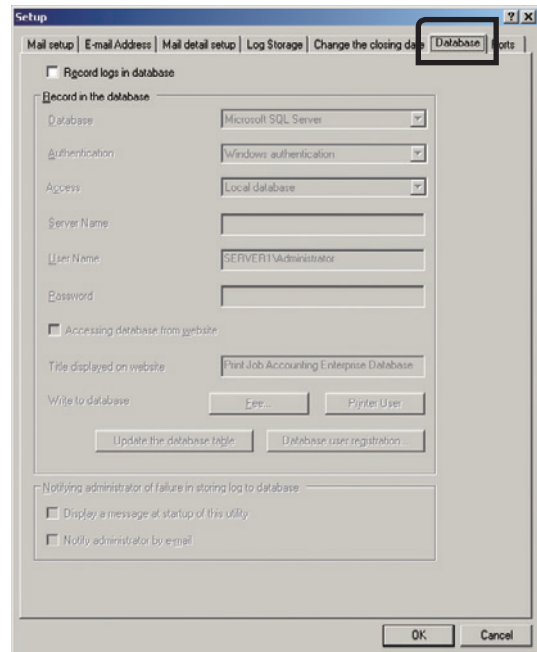 Setup
Mail setup E-mail Address Mail detail setup Log Storage Change the closing date Database Ports
Record logs in database
Record in the database
Database Microsoft SQL Server
Authentication Windows authentication
Access Local database
Server Name
User Name SERVER1\Administrator
Password
Accessing database from website
Title displayed on website Print Job Accounting Enterprise Database
Write to database Fee... Printer User
Update the database table Database user registration...
Notifying administrator of failure in storing log to database
Display a message at startup of this utility
Notify administrator by e-mail
OK Cancel